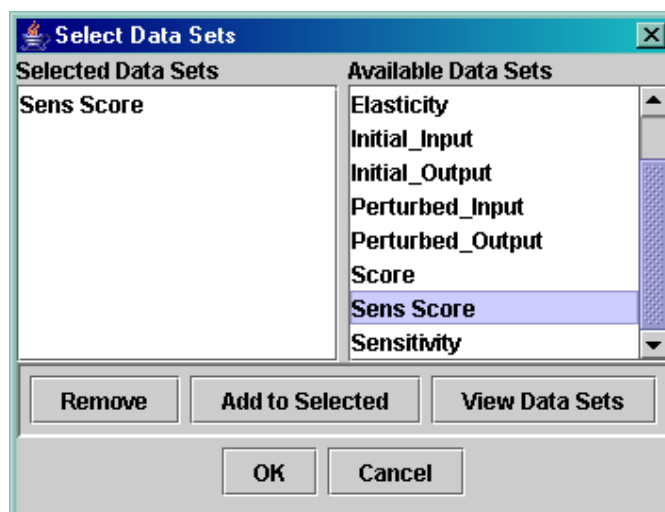 Select Data Sets
Selected Data Sets
Sens Score
Available Data Sets
Elasticity
Initial_Input
Initial_Output
Perturbed_Input
Perturbed_Output
Score
Sens Score
Sensitivity
Remove
Add to Selected
View Data Sets
OK
Cancel